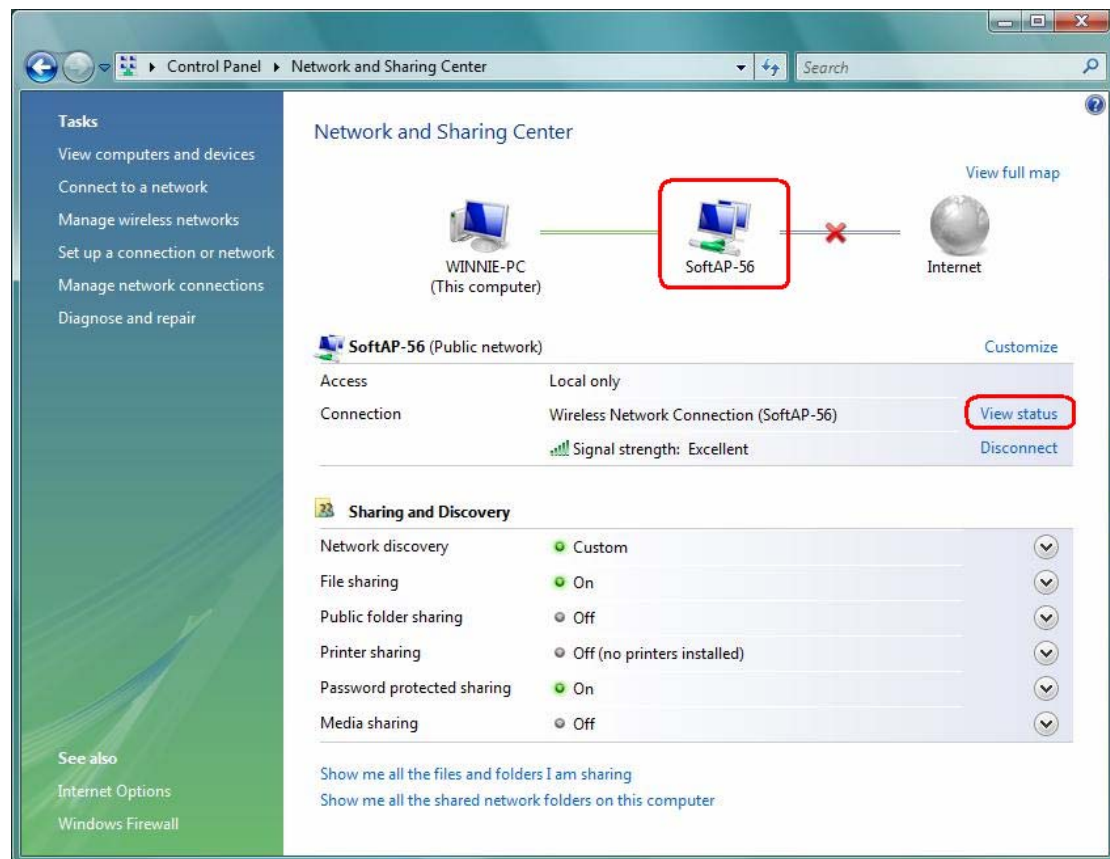 Control Panel Network and Sharing Center
Search
Tasks
View computers and devices
Connect to a network
Manage wireless networks
Set up a connection or network
Manage network connections
Diagnose and repair
See also
Internet Options
Windows Firewall
Network and Sharing Center
View full map
WINNIE-PC
(This computer)
SoftAP-56
Internet
SoftAP-56 (Public network) Customize
Access Local only
Connection Wireless Network Connection (SoftAP-56) View status
Signal strength: Excellent Disconnect
Sharing and Discovery
Network discovery Custom
File sharing On
Public folder sharing Off
Printer sharing Off (no printers installed)
Password protected sharing On
Media sharing Off
Show me all the files and folders I am sharing
Show me all the shared network folders on this computer